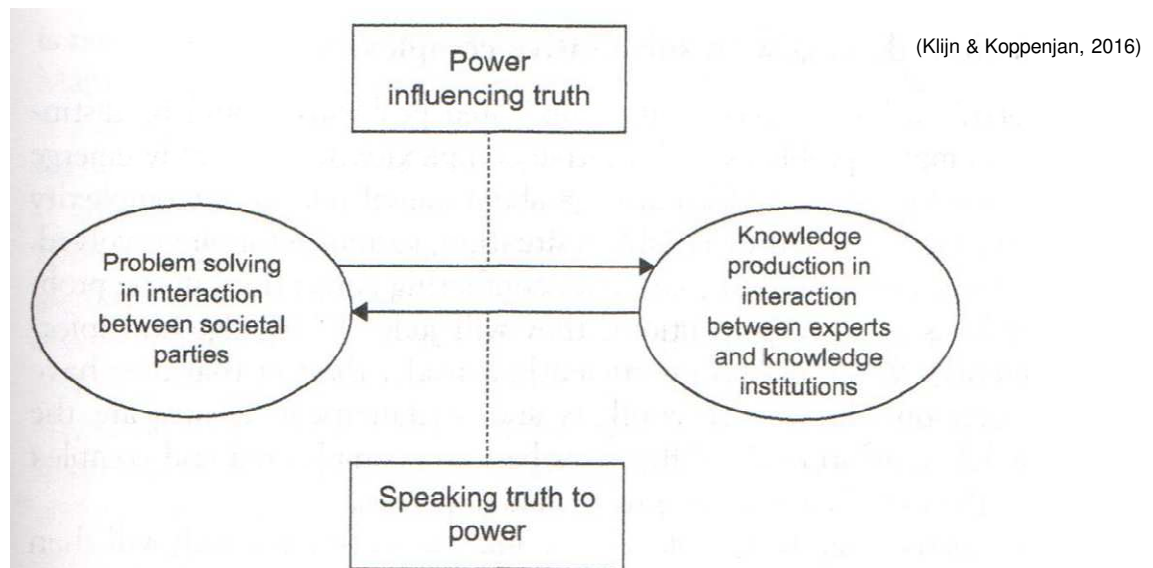 Power
influencing truth
(Klijn & Koppenjan, 2016)
Problem solving
in interaction
between societal
parties
Knowledge
production in
interaction
between experts
and knowledge
institutions
Speaking truth to
power